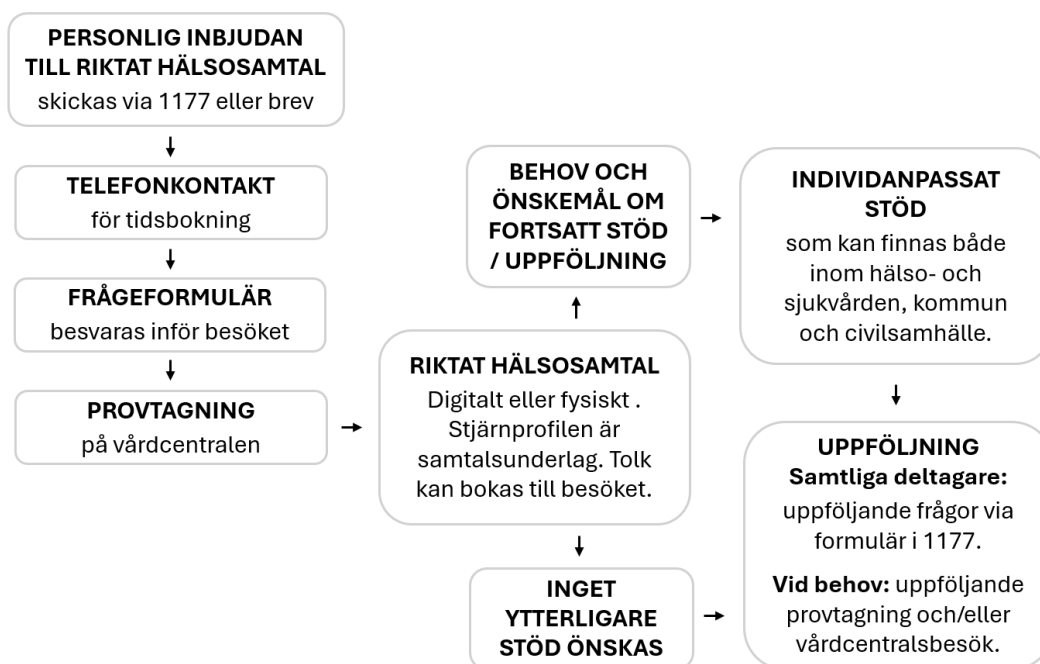 PERSONLIG INBJUDAN
TILL RIKTAT HÄLSOSAMTAL
skickas via 1177 eller brev
TELEFONKONTAKT
för tidsbokning
FRÅGEFORMULÄR
besvaras inför besöket
PROVTAGNING
på vårdcentralen
RIKTAT HÄLSOSAMTAL
Digitalt eller fysiskt .
Stjärnprofilen är
samtalsunderlag. Tolk
kan bokas till besöket.
BEHOV OCH
ÖNSKEMÅL OM
FORTSATT STÖD
/ UPPFÖLJNING
INDIVIDANPASSAT
STÖD
som kan finnas både
inom hälso- och
sjukvården, kommun
och civilsamhälle.
INGET
YTTERLIGARE
STÖD ÖNSKAS
UPPFÖLJNING
Samtliga deltagare:
uppföljande frågor via
formulär i 1177.
Vid behov: uppföljande
provtagning och/eller
vårdcentralsbesök.